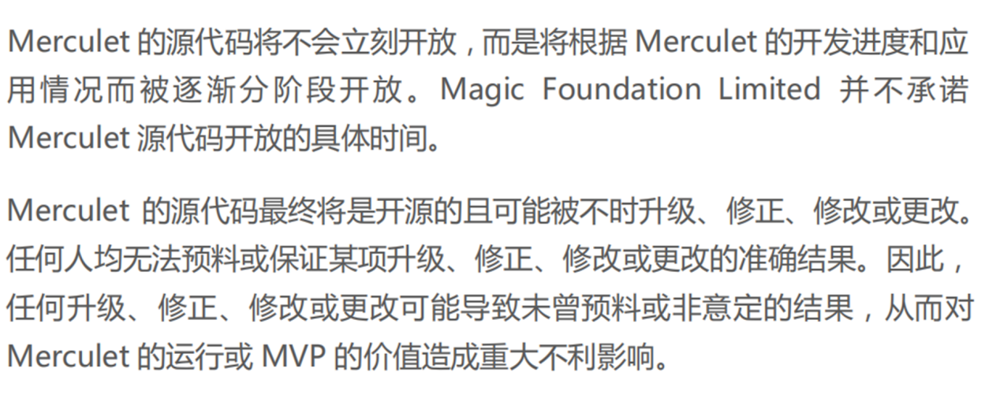 Merculet 的源代码将不会立刻开放，而是将根据 Merculet 的开发进度和应
用情况而被逐渐分阶段开放。Magic Foundation Limited 并不承诺
Merculet 源代码开放的具体时间。
Merculet 的源代码最终将是开源的且可能被不时升级、修正、修改或更改。
任何人均无法预料或保证某项升级、修正、修改或更改的准确结果。因此，
任何升级、修正、修改或更改可能导致未曾预料或非意定的结果，从而对
Merculet 的运行或 MVP 的价值造成重大不利影响。